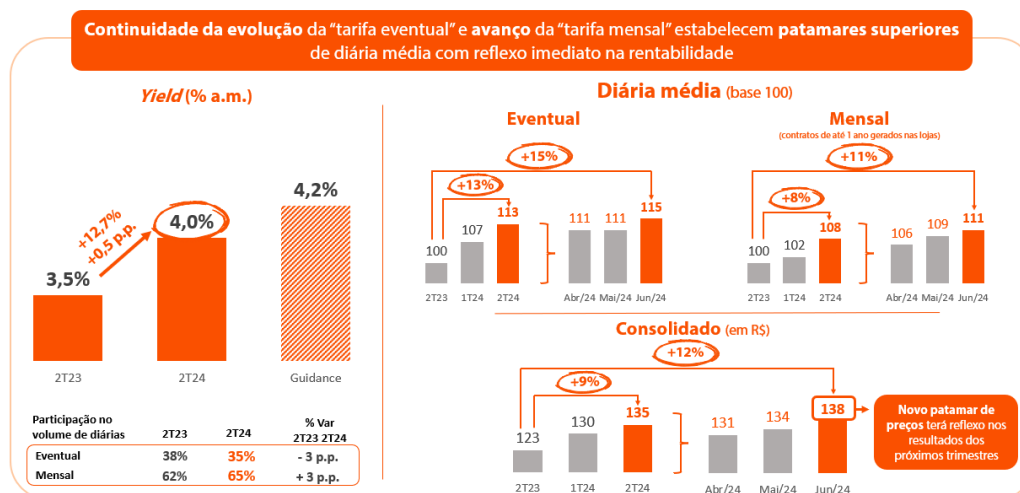 Continuidade da evolução da “tarifa eventual” e avanço da “tarifa mensal” estabelecem patamares superiores
de diária média com reflexo imediato na rentabilidade
Yield (% a.m.)
+12,7%
+0,5 p.p.
3,5%
4,0%
4,2%
2T23
2T24
Guidance
Participação no
volume de diárias
2T23
2T24
% Var
2T23 2T24
Eventual 38% 35% - 3 p.p.
Mensal 62% 65% + 3 p.p.
Diária média (base 100)
Eventual
+15%
+13%
100
107
113
111
111
115
2T23
1T24
2T24
Abr/24
Mai/24
Jun/24
Mensal
(contratos de até 1 ano gerados nas lojas)
+11%
+8%
100
102
108
106
109
111
2T23
1T24
2T24
Abr/24
Mai/24
Jun/24
Consolidado (em R$)
+12%
+9%
123
130
135
131
134
138
2T23
1T24
2T24
Abr/24
Mai/24
Jun/24
Novo patamar de
preços terá reflexo nos
resultados dos
próximos trimestres